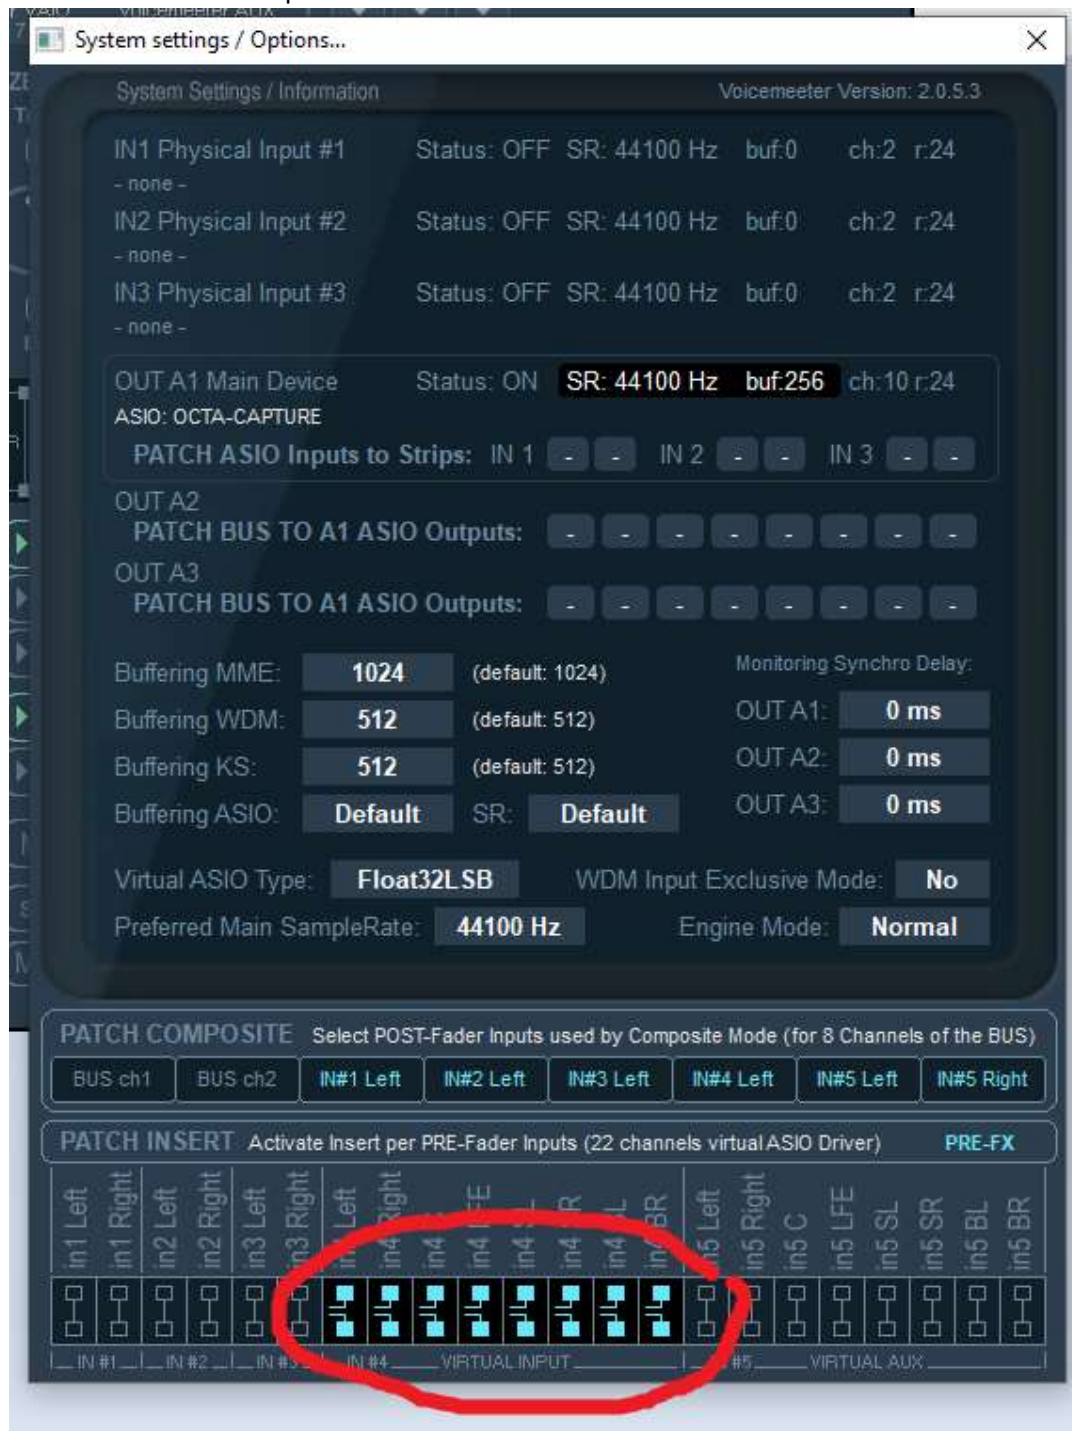 Voicemeeter AUX
System settings / Options...
System Settings / Information Voicemeeter Version: 2.0.5.3
IN1 Physical Input #1 Status: OFF SR: 44100 Hz buf:0 ch:2 r:24
- none -
IN2 Physical Input #2 Status: OFF SR: 44100 Hz buf:0 ch:2 r:24
- none -
IN3 Physical Input #3 Status: OFF SR: 44100 Hz buf:0 ch:2 r:24
- none -
OUT A1 Main Device Status: ON SR: 44100 Hz buf:256 ch:10 r:24
ASIO: OCTA-CAPTURE
PATCH ASIO Inputs to Strips: IN 1 - - IN 2 - - IN 3 - -
OUT A2
PATCH BUS TO A1 ASIO Outputs: - - - - - - - -
OUT A3
PATCH BUS TO A1 ASIO Outputs: - - - - - - - -
Buffering MME: 1024 (default: 1024) Monitoring Synchro Delay:
Buffering WDM: 512 (default: 512) OUT A1: 0 ms
Buffering KS: 512 (default: 512) OUT A2: 0 ms
Buffering ASIO: Default SR: Default OUT A3: 0 ms
Virtual ASIO Type: Float32LSB WDM Input Exclusive Mode: No
Preferred Main SampleRate: 44100 Hz Engine Mode: Normal
PATCH COMPOSITE Select POST-Fader Inputs used by Composite Mode (for 8 Channels of the BUS)
BUS ch1 BUS ch2 IN#1 Left IN#2 Left IN#3 Left IN#4 Left IN#5 Left IN#5 Right
PATCH INSERT Activate Insert per PRE-Fader Inputs (22 channels virtual ASIO Driver) PRE-FX
in1 Left in1 Right in2 Left in2 Right in3 Left in3 Right Left in4 Right in4 in4 LFE in4 SL in4 SR in4 BL BR in5 Left in5 Right in5 C in5 LFE in5 SL in5 SR in5 BL in5 BR
IN #1 IN #2 IN #3 IN #4 VIRTUAL INPUT #5 VIRTUAL AUX